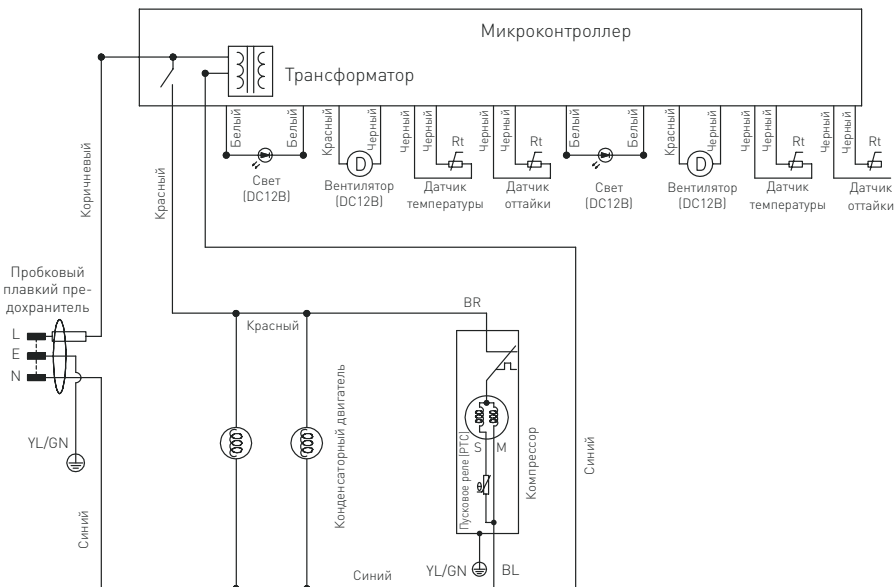 Микроконтроллер
Трансформатор
Белый
Белый
Красный
Черный
Черный
Черный
Черный
Черный
Белый
Белый
Красный
Черный
Черный
Черный
Черный
Черный
Rt
Rt
Rt
Rt
D
D
Свет
(DC12В)
Вентилятор
(DC12В)
Датчик
температуры
Датчик
оттайки
Свет
(DC12В)
Вентилятор
(DC12В)
Датчик
температуры
Датчик
оттайки
Коричневый
Красный
Пробковый
плавкий пре-
дохранитель
L
E
N
YL/GN
Синий
Красный
BR
Конденсаторный двигатель
S
M
Пусковое реле (PTC)
Компрессор
Синий
Синий
YL/GN
BL